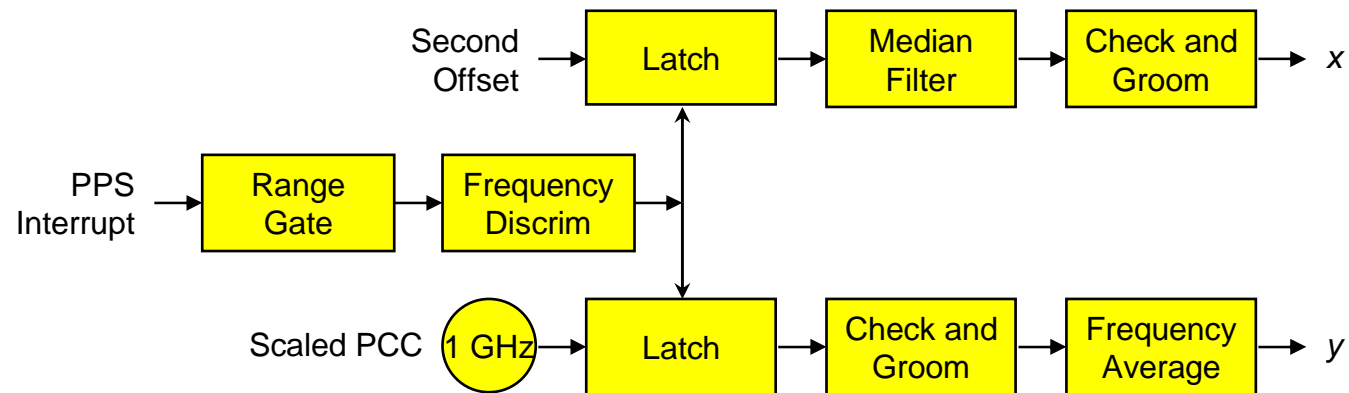 Second
Offset
Latch
Median
Filter
Check and
Groom
x
PPS
Interrupt
Range
Gate
Frequency
Discrim
Scaled PCC
1 GHz
Latch
Check and
Groom
Frequency
Average
y